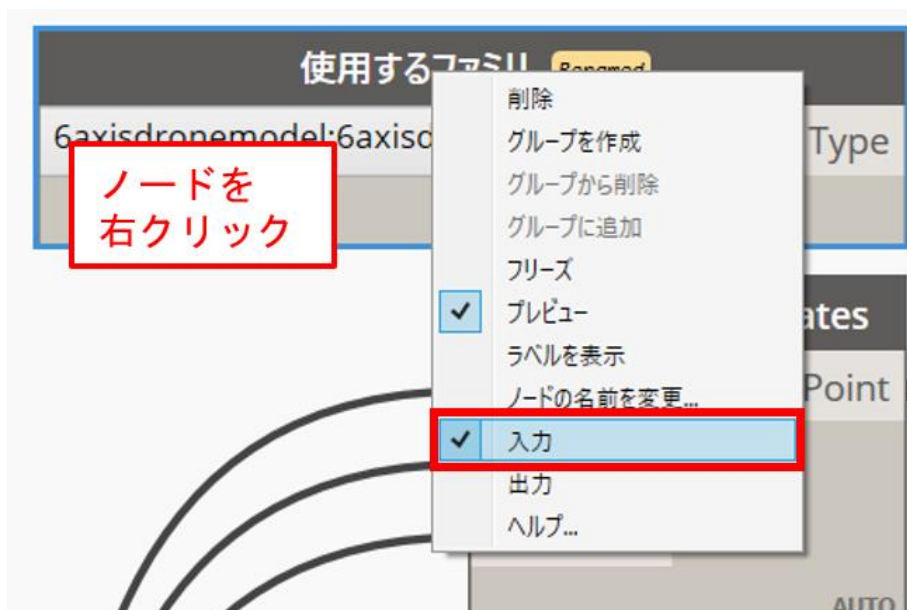 使用するファミリ Renamed
6axisdronemodel:6axisd
Type
ノードを
右クリック
削除
グループを作成
グループから削除
グループに追加
フリーズ
プレビュー
ラベルを表示
ノードの名前を変更...
入力
出力
ヘルプ...
ates
Point
AUTO